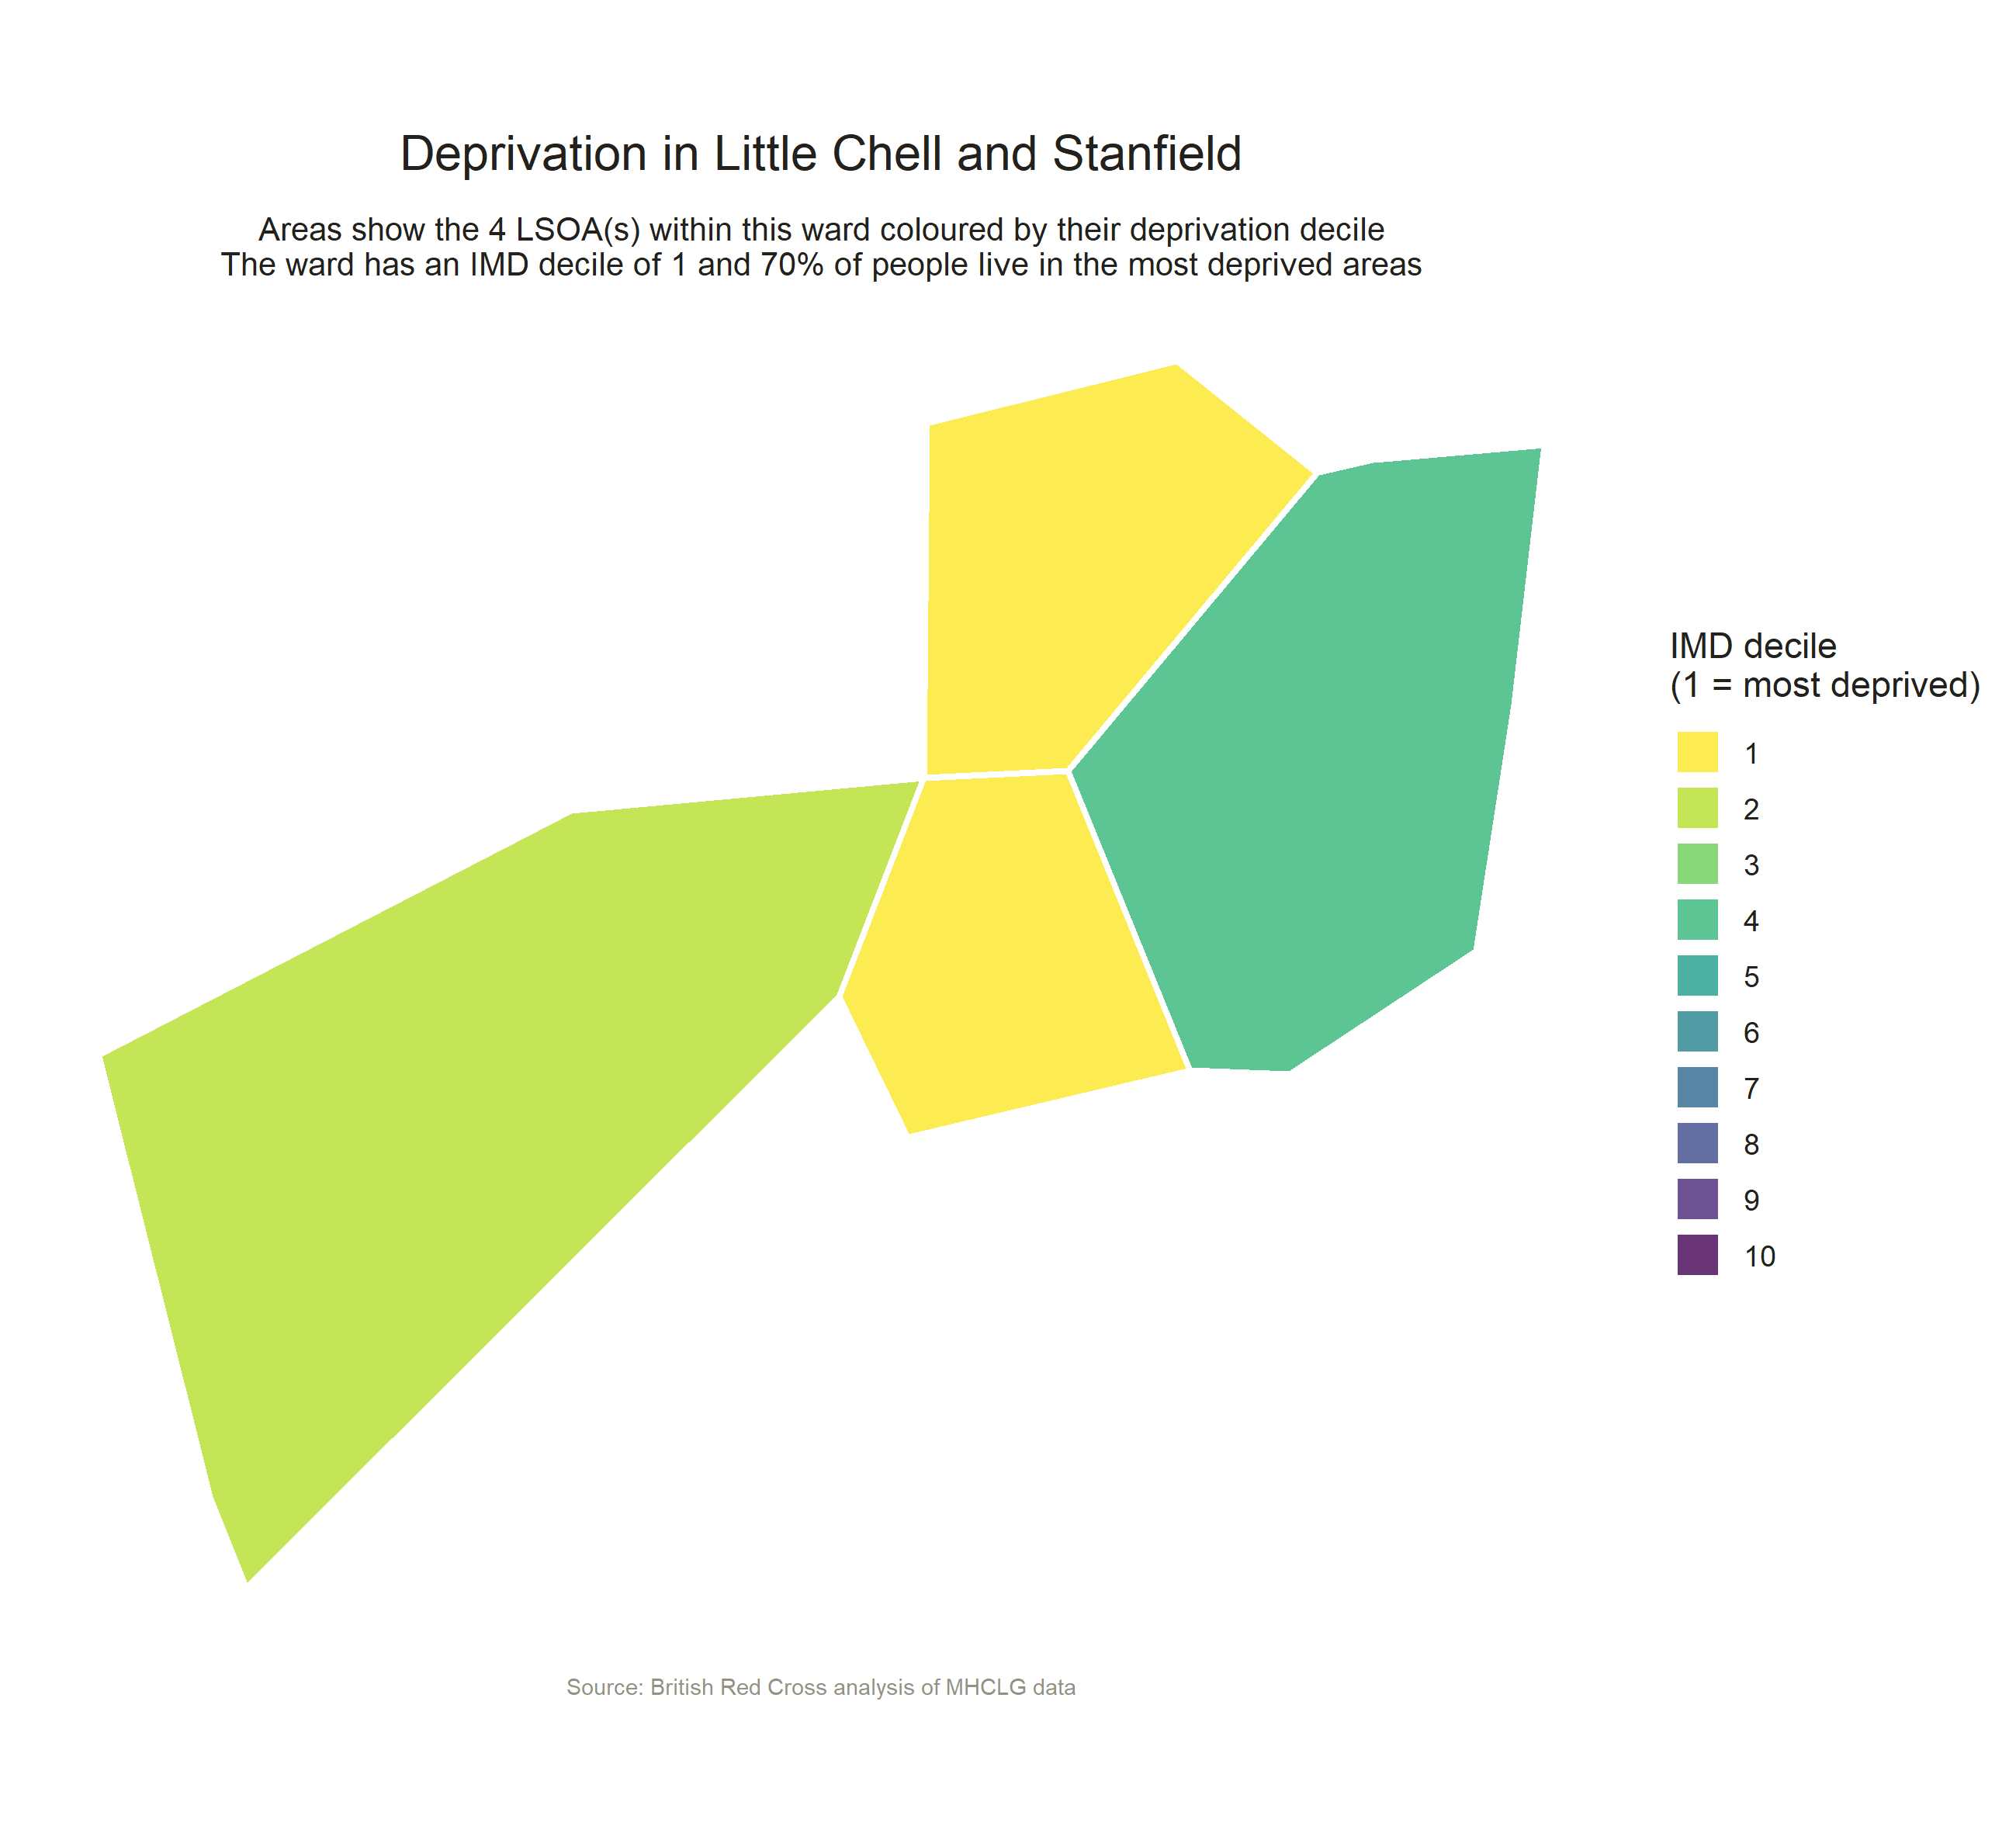 Deprivation in Little Chell and Stanfield
Areas show the 4 LSOA(s) within this ward coloured by their deprivation decile
The ward has an IMD decile of 1 and 70% of people live in the most deprived areas
IMD decile
(1 = most deprived)
1
2
3
4
5
6
7
8
9
10
Source: British Red Cross analysis of MHCLG data